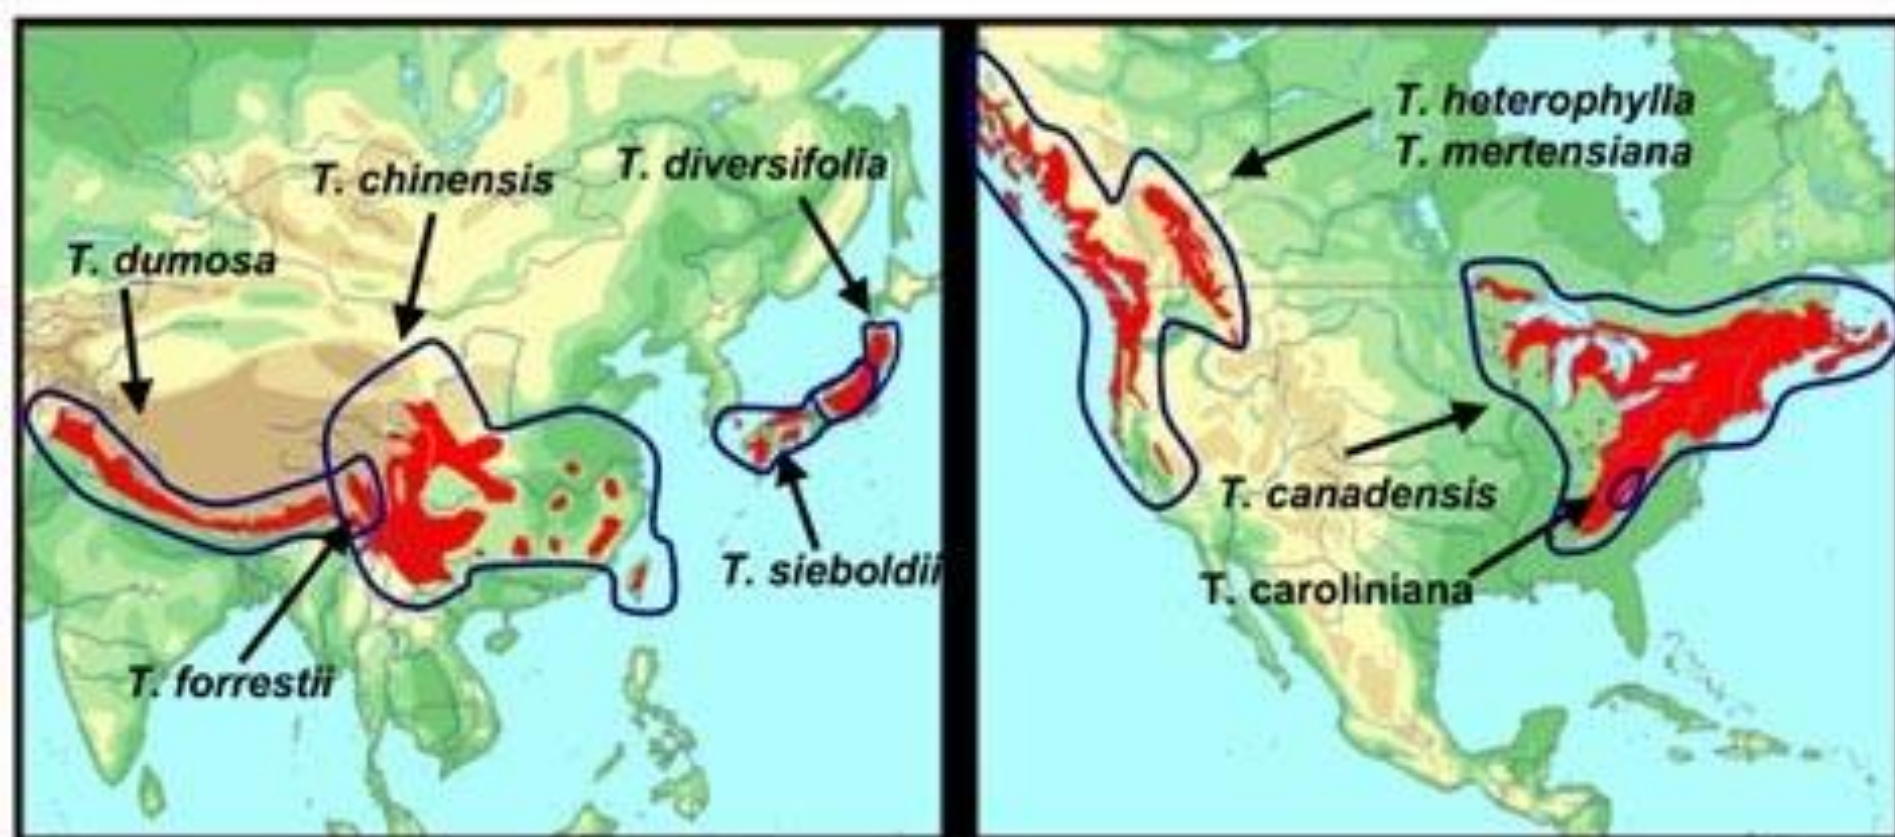 T. chinensis
T. diversifolia
T. dumosa
T. sieboldii
T. forrestii
T. heterophylla
T. mertensiana
T. canadensis
T. caroliniana